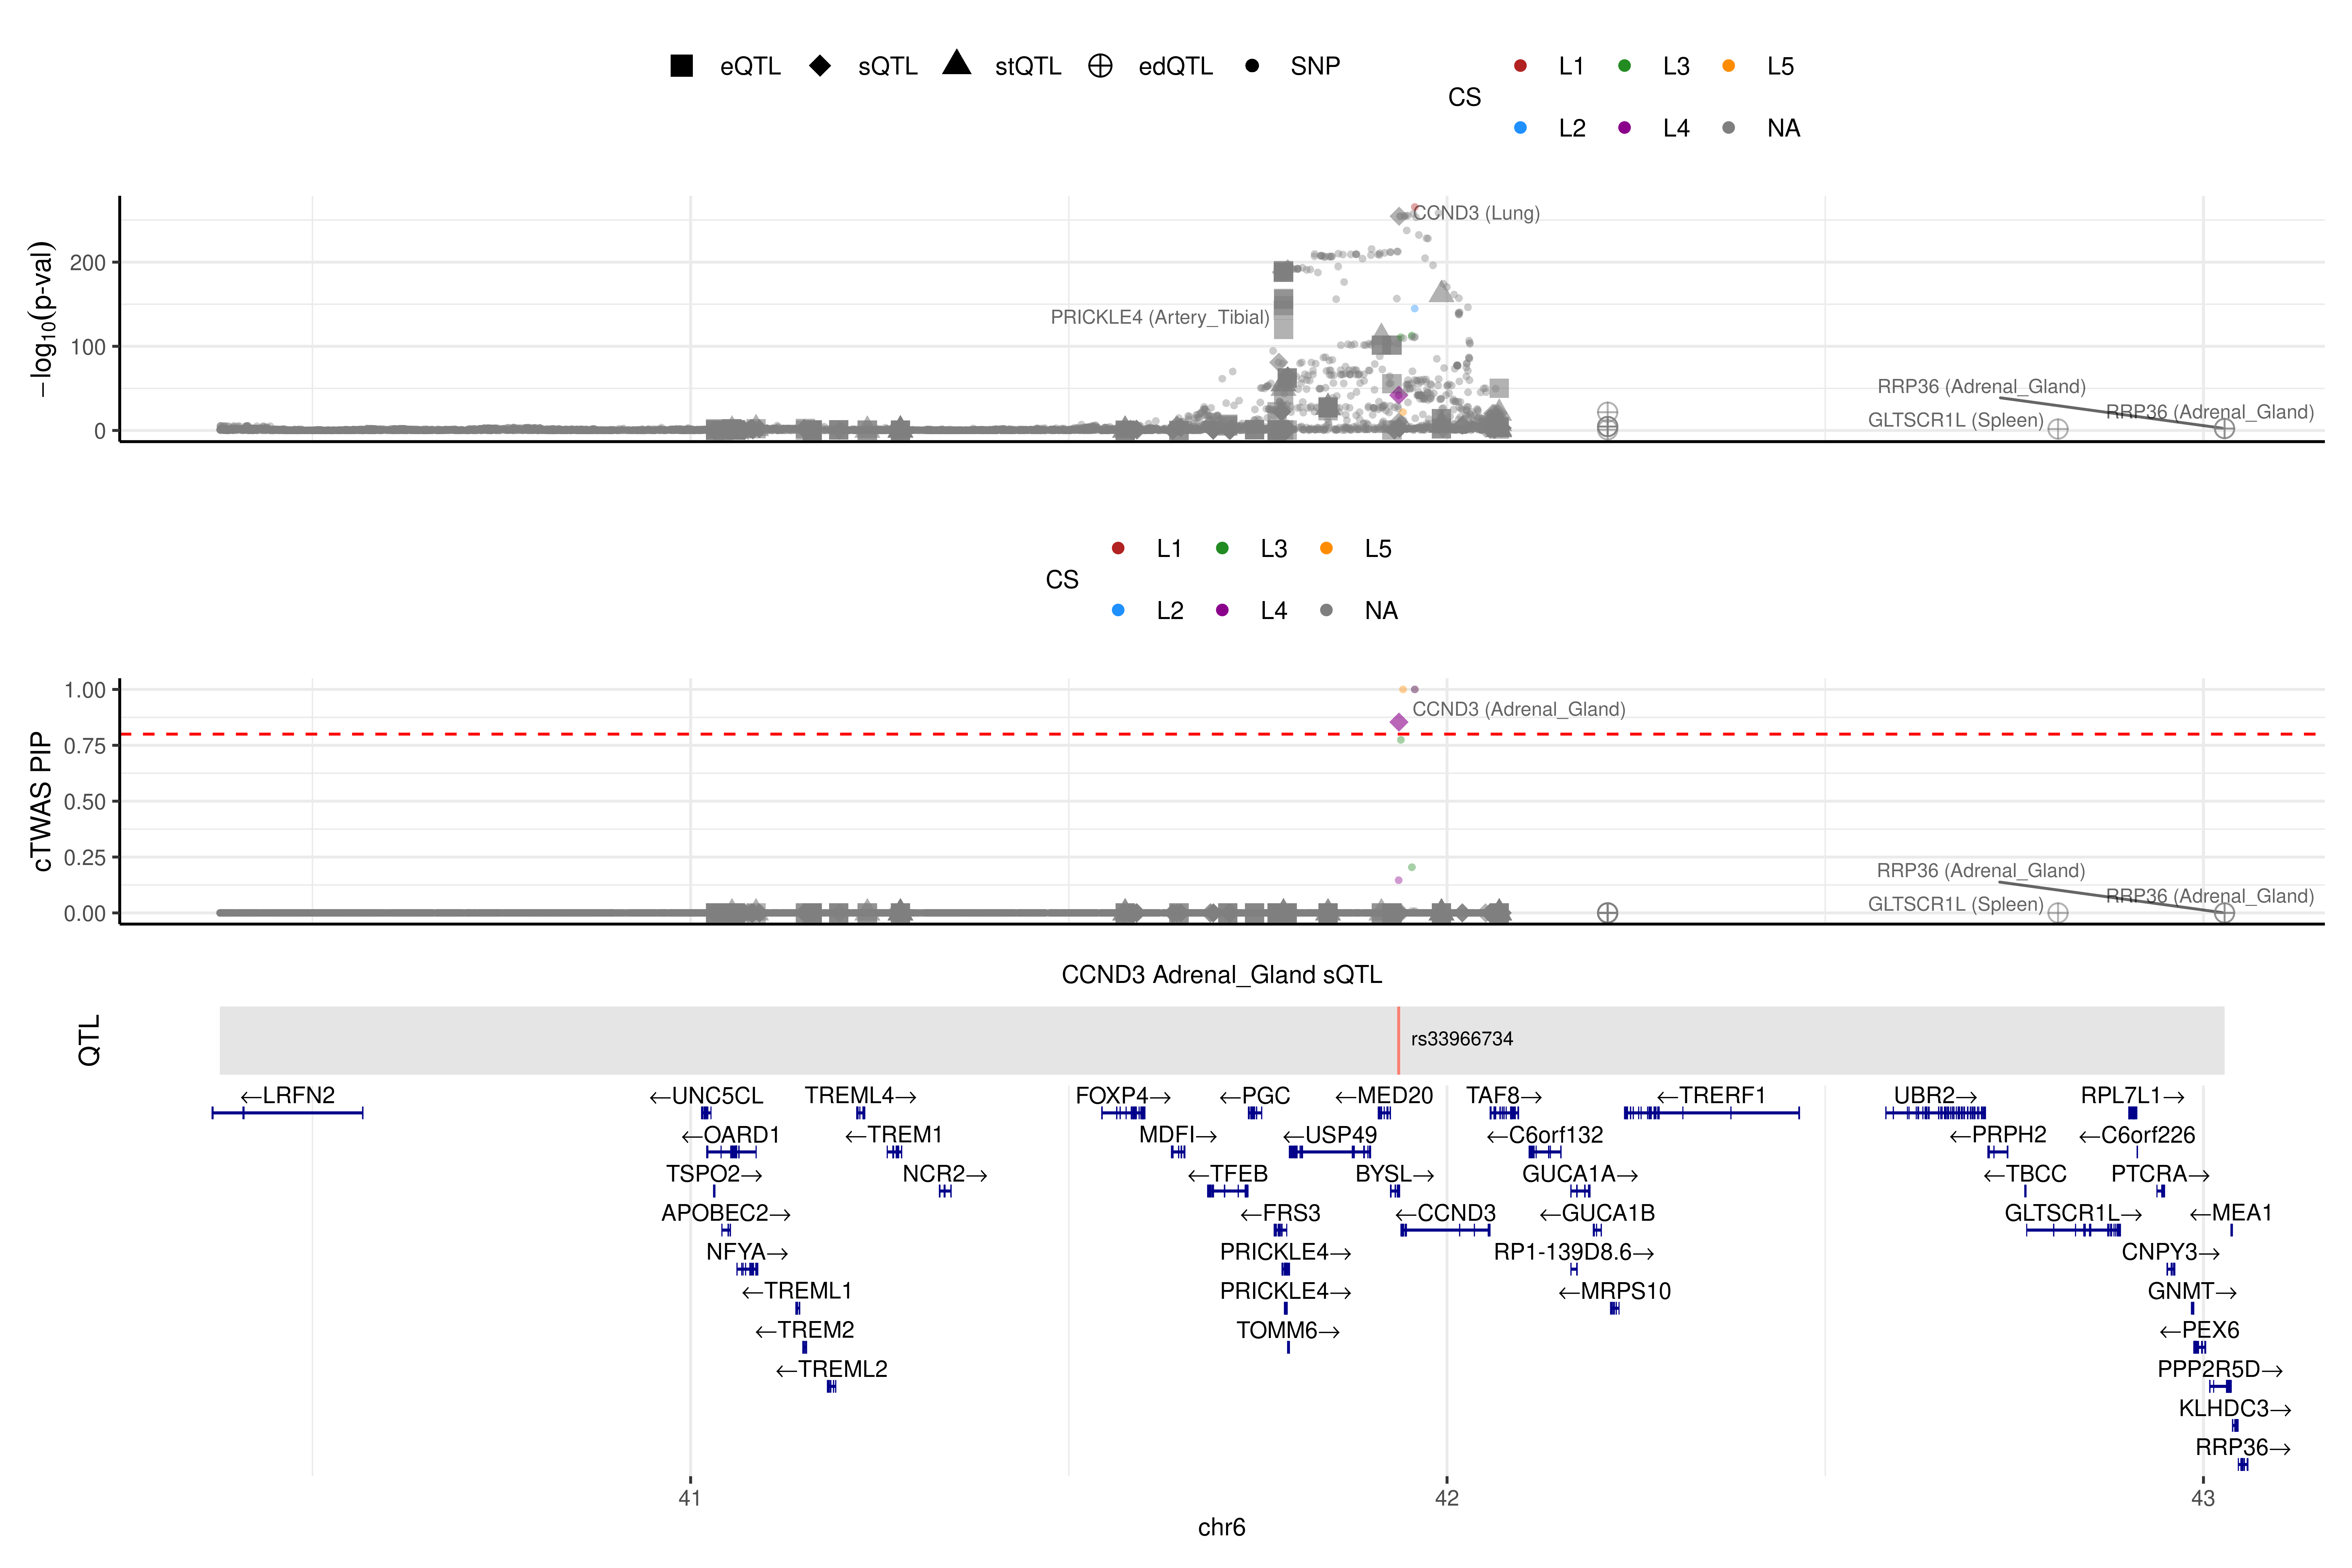 eQTL sQTL stQTL edQTL SNP
CS
L1 L3 L5
L2 L4 NA
−log10(p-val)
200
100
0
CCND3 (Lung)
PRICKLE4 (Artery_Tibial)
RRP36 (Adrenal_Gland)
RRP36 (Adrenal_Gland)
GLTSCR1L (Spleen)
CS
L1 L3 L5
L2 L4 NA
cTWAS PIP
1.00
0.75
0.50
0.25
0.00
CCND3 (Adrenal_Gland)
RRP36 (Adrenal_Gland)
RRP36 (Adrenal_Gland)
GLTSCR1L (Spleen)
CCND3 Adrenal_Gland sQTL
QTL
rs33966734
←LRFN2 ←UNC5CL TREML4→ FOXP4→ ←PGC ←MED20 TAF8→ ←TRERF1 UBR2→ RPL7L1→
←OARD1 ←TREM1 MDFI→ ←USP49 ←C6orf132 ←PRPH2 ←C6orf226
TSPO2→ NCR2→ ←TFEB BYSL→ GUCA1A→ ←TBCC PTCRA→
APOBEC2→ ←FRS3 ←CCND3 ←GUCA1B GLTSCR1L→ ←MEA1
NFYA→ PRICKLE4→ RP1-139D8.6→ CNPY3→
←TREML1 PRICKLE4→ ←MRPS10 GNMT→
←TREM2 TOMM6→ ←PEX6
←TREML2 PPP2R5D→
KLHDC3→
RRP36→
41 42 43
chr6